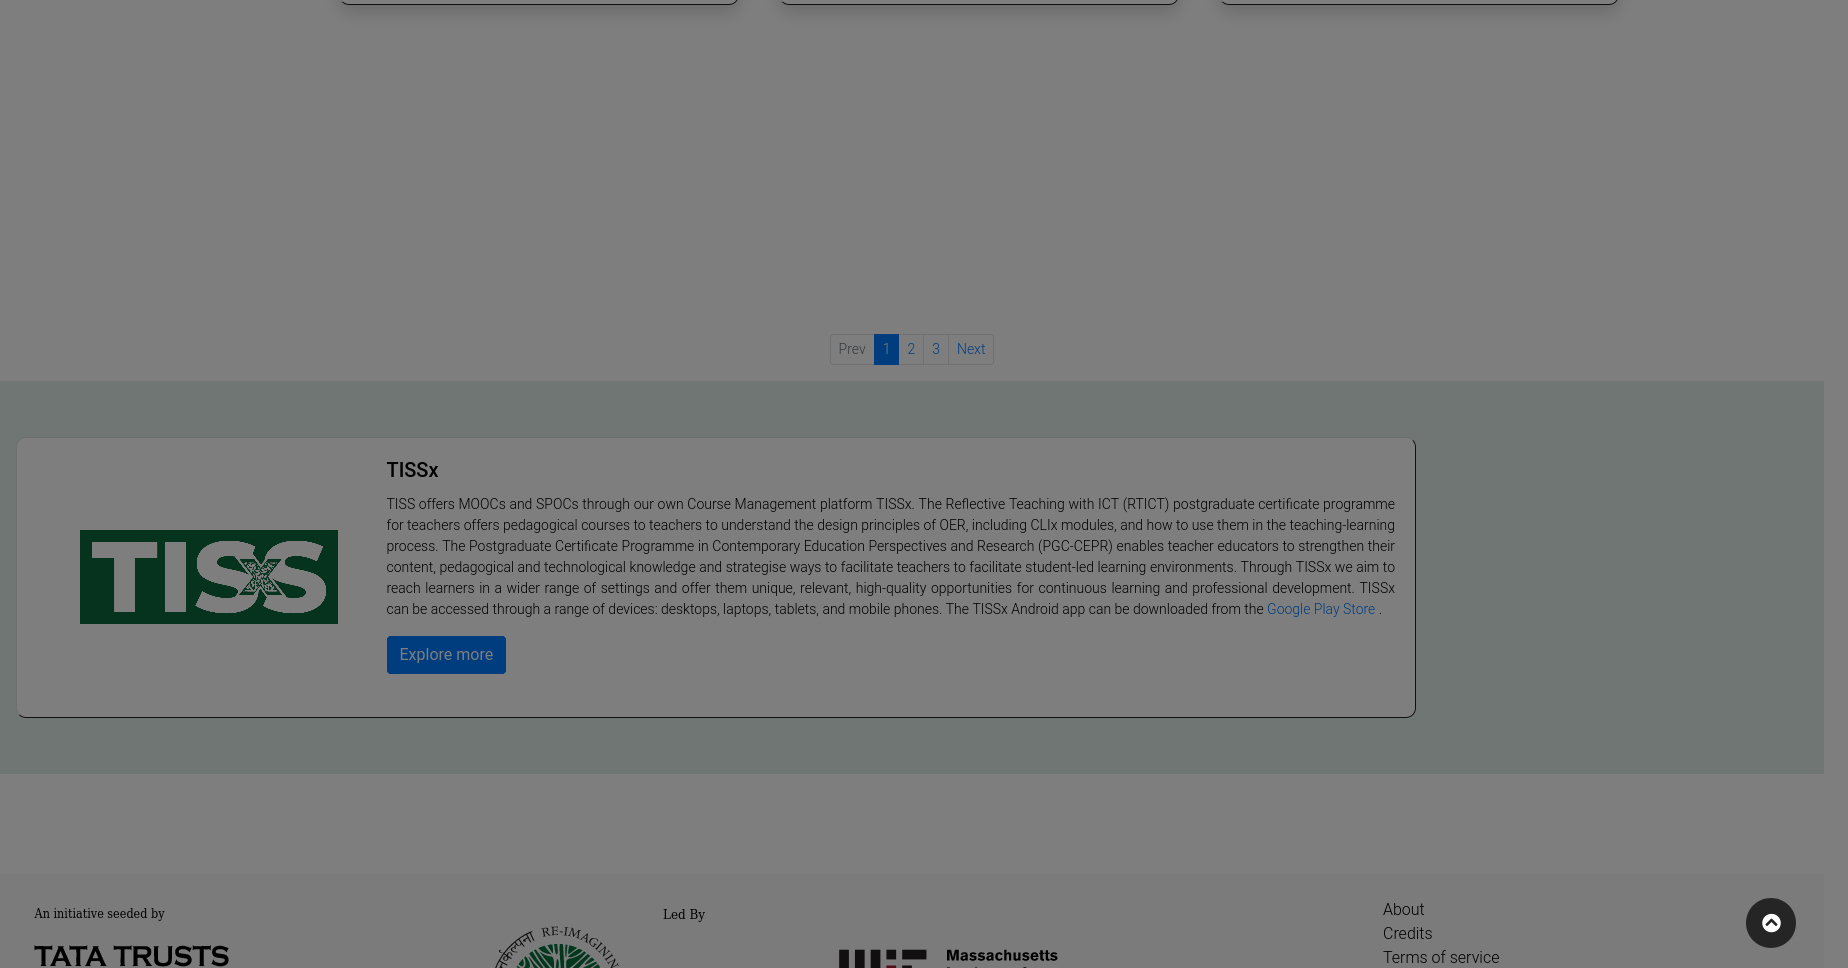 Prev 1 2 3 Next
TISSx
TISS offers MOOCs and SPOCs through our own Course Management platform TISSx. The Reflective Teaching with ICT (RTICT) postgraduate certificate programme
for teachers offers pedagogical courses to teachers to understand the design principles of OER, including CLIx modules, and how to use them in the teaching-learning
process. The Postgraduate Certificate Programme in Contemporary Education Perspectives and Research (PGC-CEPR) enables teacher educators to strengthen their
content, pedagogical and technological knowledge and strategise ways to facilitate teachers to facilitate student-led learning environments. Through TISSx we aim to
reach learners in a wider range of settings and offer them unique, relevant, high-quality opportunities for continuous learning and professional development. TISSx
can be accessed through a range of devices: desktops, laptops, tablets, and mobile phones. The TISSx Android app can be downloaded from the Google Play Store .
TISS
X
Explore more
An initiative seeded by
TATA TRUSTS
Led By
RE-IMAGININ
Massachusetts
About
Credits
Terms of service